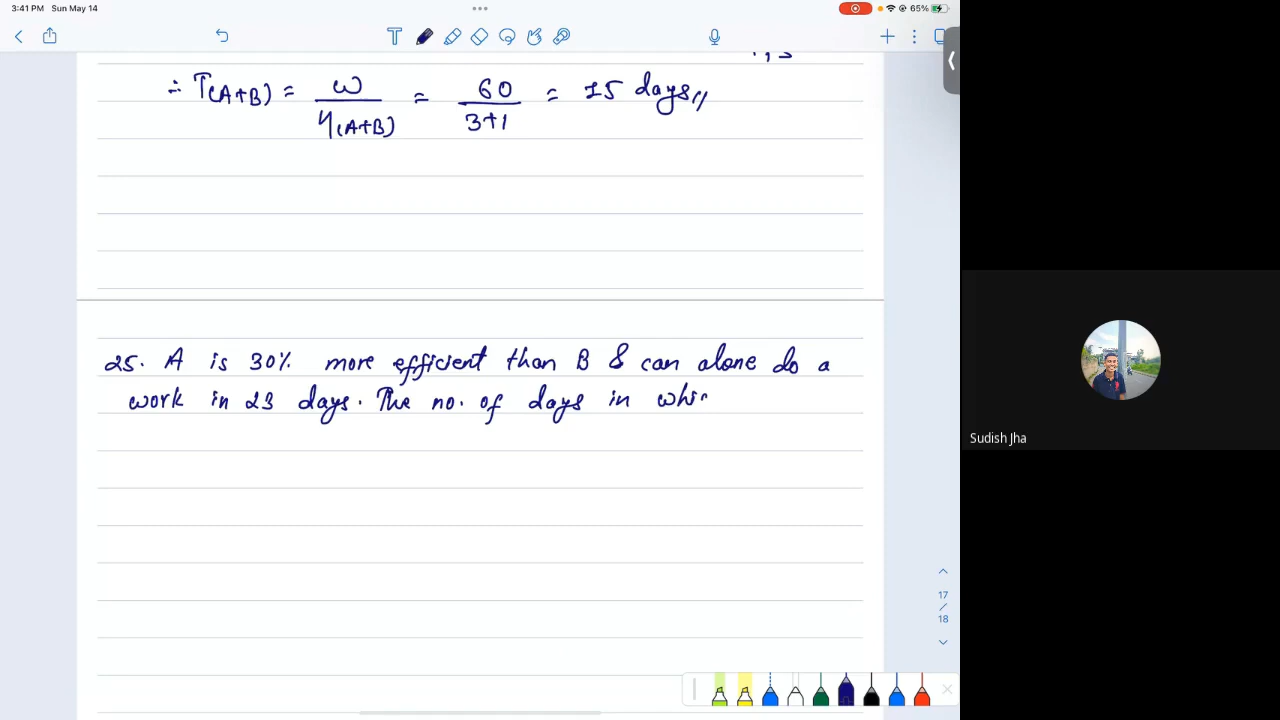 3:41 PM Sun May 14
65%
∴ T(A+B) = W / η(A+B) = 60 / 3+1 = 15 days//
25. A is 30% more efficient than B & can alone do a
work in 23 days. The no. of days in whi
17
/
18
Sudish Jha